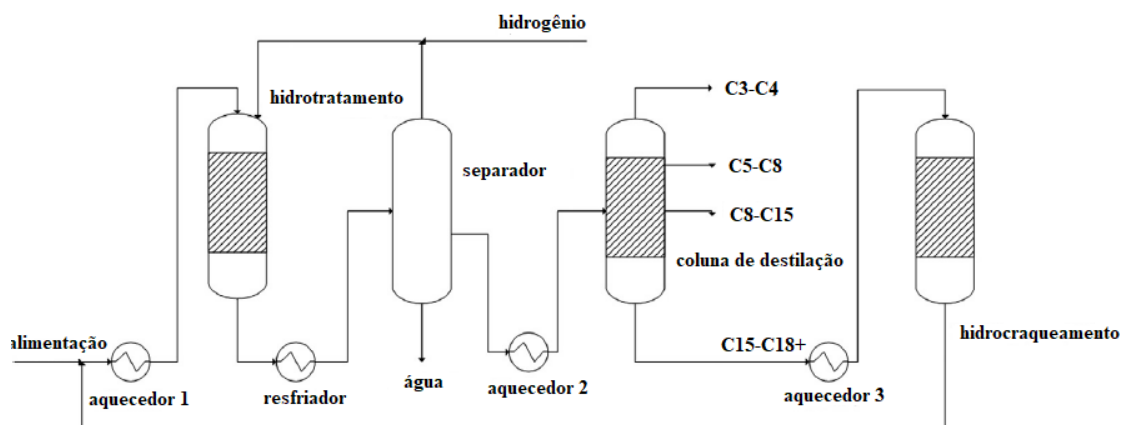 hidrogênio
hidrotratamento
C3-C4
separador
C5-C8
C8-C15
coluna de destilação
alimentação
hidrocraqueamento
C15-C18+
aquecedor 1
resfriador
água
aquecedor 2
aquecedor 3